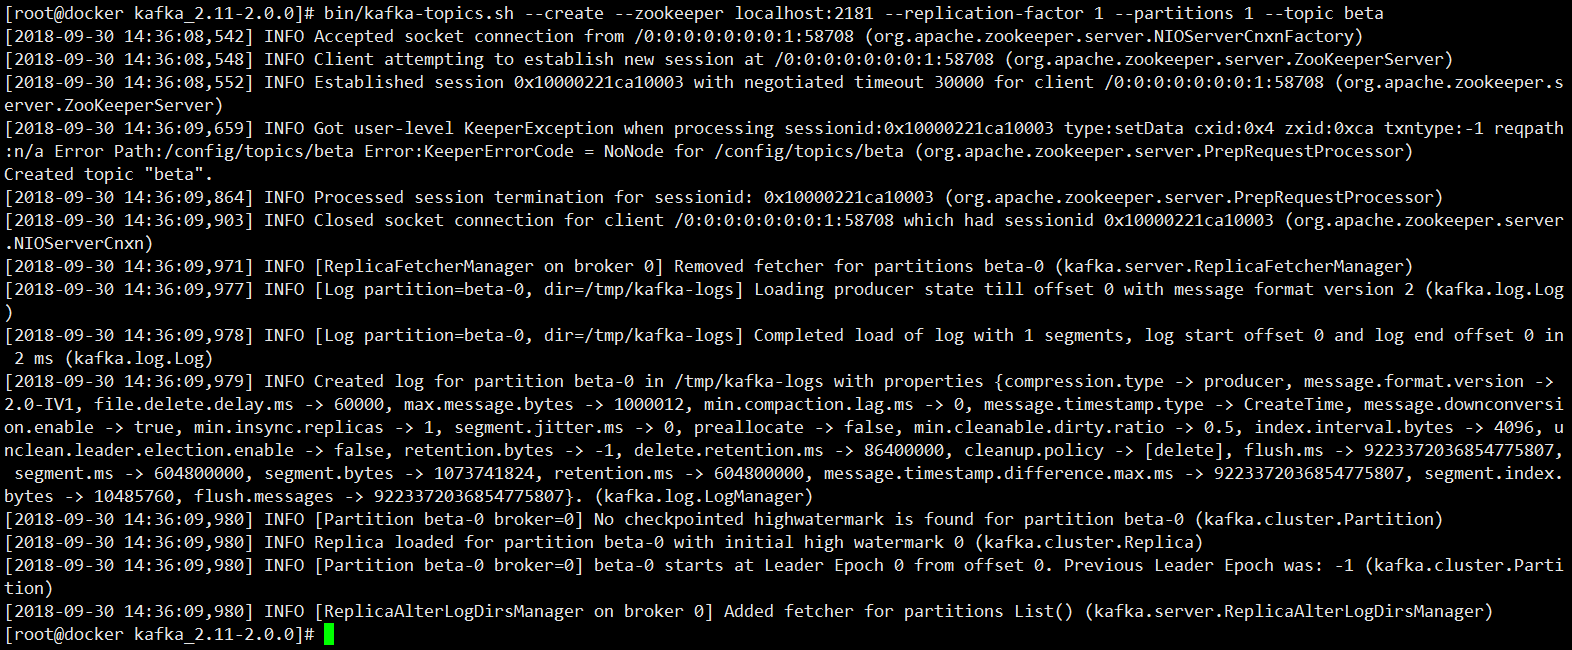 [root@docker kafka_2.11-2.0.0]# bin/kafka-topics.sh --create --zookeeper localhost:2181 --replication-factor 1 --partitions 1 --topic beta
[2018-09-30 14:36:08,542] INFO Accepted socket connection from /0:0:0:0:0:0:0:1:58708 (org.apache.zookeeper.server.NIOServerCnxnFactory)
[2018-09-30 14:36:08,548] INFO Client attempting to establish new session at /0:0:0:0:0:0:0:1:58708 (org.apache.zookeeper.server.ZooKeeperServer)
[2018-09-30 14:36:08,552] INFO Established session 0x10000221ca10003 with negotiated timeout 30000 for client /0:0:0:0:0:0:0:1:58708 (org.apache.zookeeper.s
erver.ZooKeeperServer)
[2018-09-30 14:36:09,659] INFO Got user-level KeeperException when processing sessionid:0x10000221ca10003 type:setData cxid:0x4 zxid:0xca txntype:-1 reqpath
:n/a Error Path:/config/topics/beta Error:KeeperErrorCode = NoNode for /config/topics/beta (org.apache.zookeeper.server.PrepRequestProcessor)
Created topic "beta".
[2018-09-30 14:36:09,864] INFO Processed session termination for sessionid: 0x10000221ca10003 (org.apache.zookeeper.server.PrepRequestProcessor)
[2018-09-30 14:36:09,903] INFO Closed socket connection for client /0:0:0:0:0:0:0:1:58708 which had sessionid 0x10000221ca10003 (org.apache.zookeeper.server
.NIOServerCnxn)
[2018-09-30 14:36:09,971] INFO [ReplicaFetcherManager on broker 0] Removed fetcher for partitions beta-0 (kafka.server.ReplicaFetcherManager)
[2018-09-30 14:36:09,977] INFO [Log partition=beta-0, dir=/tmp/kafka-logs] Loading producer state till offset 0 with message format version 2 (kafka.log.Log
)
[2018-09-30 14:36:09,978] INFO [Log partition=beta-0, dir=/tmp/kafka-logs] Completed load of log with 1 segments, log start offset 0 and log end offset 0 in
 2 ms (kafka.log.Log)
[2018-09-30 14:36:09,979] INFO Created log for partition beta-0 in /tmp/kafka-logs with properties {compression.type -> producer, message.format.version ->
2.0-IV1, file.delete.delay.ms -> 60000, max.message.bytes -> 1000012, min.compaction.lag.ms -> 0, message.timestamp.type -> CreateTime, message.downconversi
on.enable -> true, min.insync.replicas -> 1, segment.jitter.ms -> 0, preallocate -> false, min.cleanable.dirty.ratio -> 0.5, index.interval.bytes -> 4096, u
nclean.leader.election.enable -> false, retention.bytes -> -1, delete.retention.ms -> 86400000, cleanup.policy -> [delete], flush.ms -> 9223372036854775807,
 segment.ms -> 604800000, segment.bytes -> 1073741824, retention.ms -> 604800000, message.timestamp.difference.max.ms -> 9223372036854775807, segment.index.
bytes -> 10485760, flush.messages -> 9223372036854775807}. (kafka.log.LogManager)
[2018-09-30 14:36:09,980] INFO [Partition beta-0 broker=0] No checkpointed highwatermark is found for partition beta-0 (kafka.cluster.Partition)
[2018-09-30 14:36:09,980] INFO Replica loaded for partition beta-0 with initial high watermark 0 (kafka.cluster.Replica)
[2018-09-30 14:36:09,980] INFO [Partition beta-0 broker=0] beta-0 starts at Leader Epoch 0 from offset 0. Previous Leader Epoch was: -1 (kafka.cluster.Parti
tion)
[2018-09-30 14:36:09,980] INFO [ReplicaAlterLogDirsManager on broker 0] Added fetcher for partitions List() (kafka.server.ReplicaAlterLogDirsManager)
[root@docker kafka_2.11-2.0.0]#